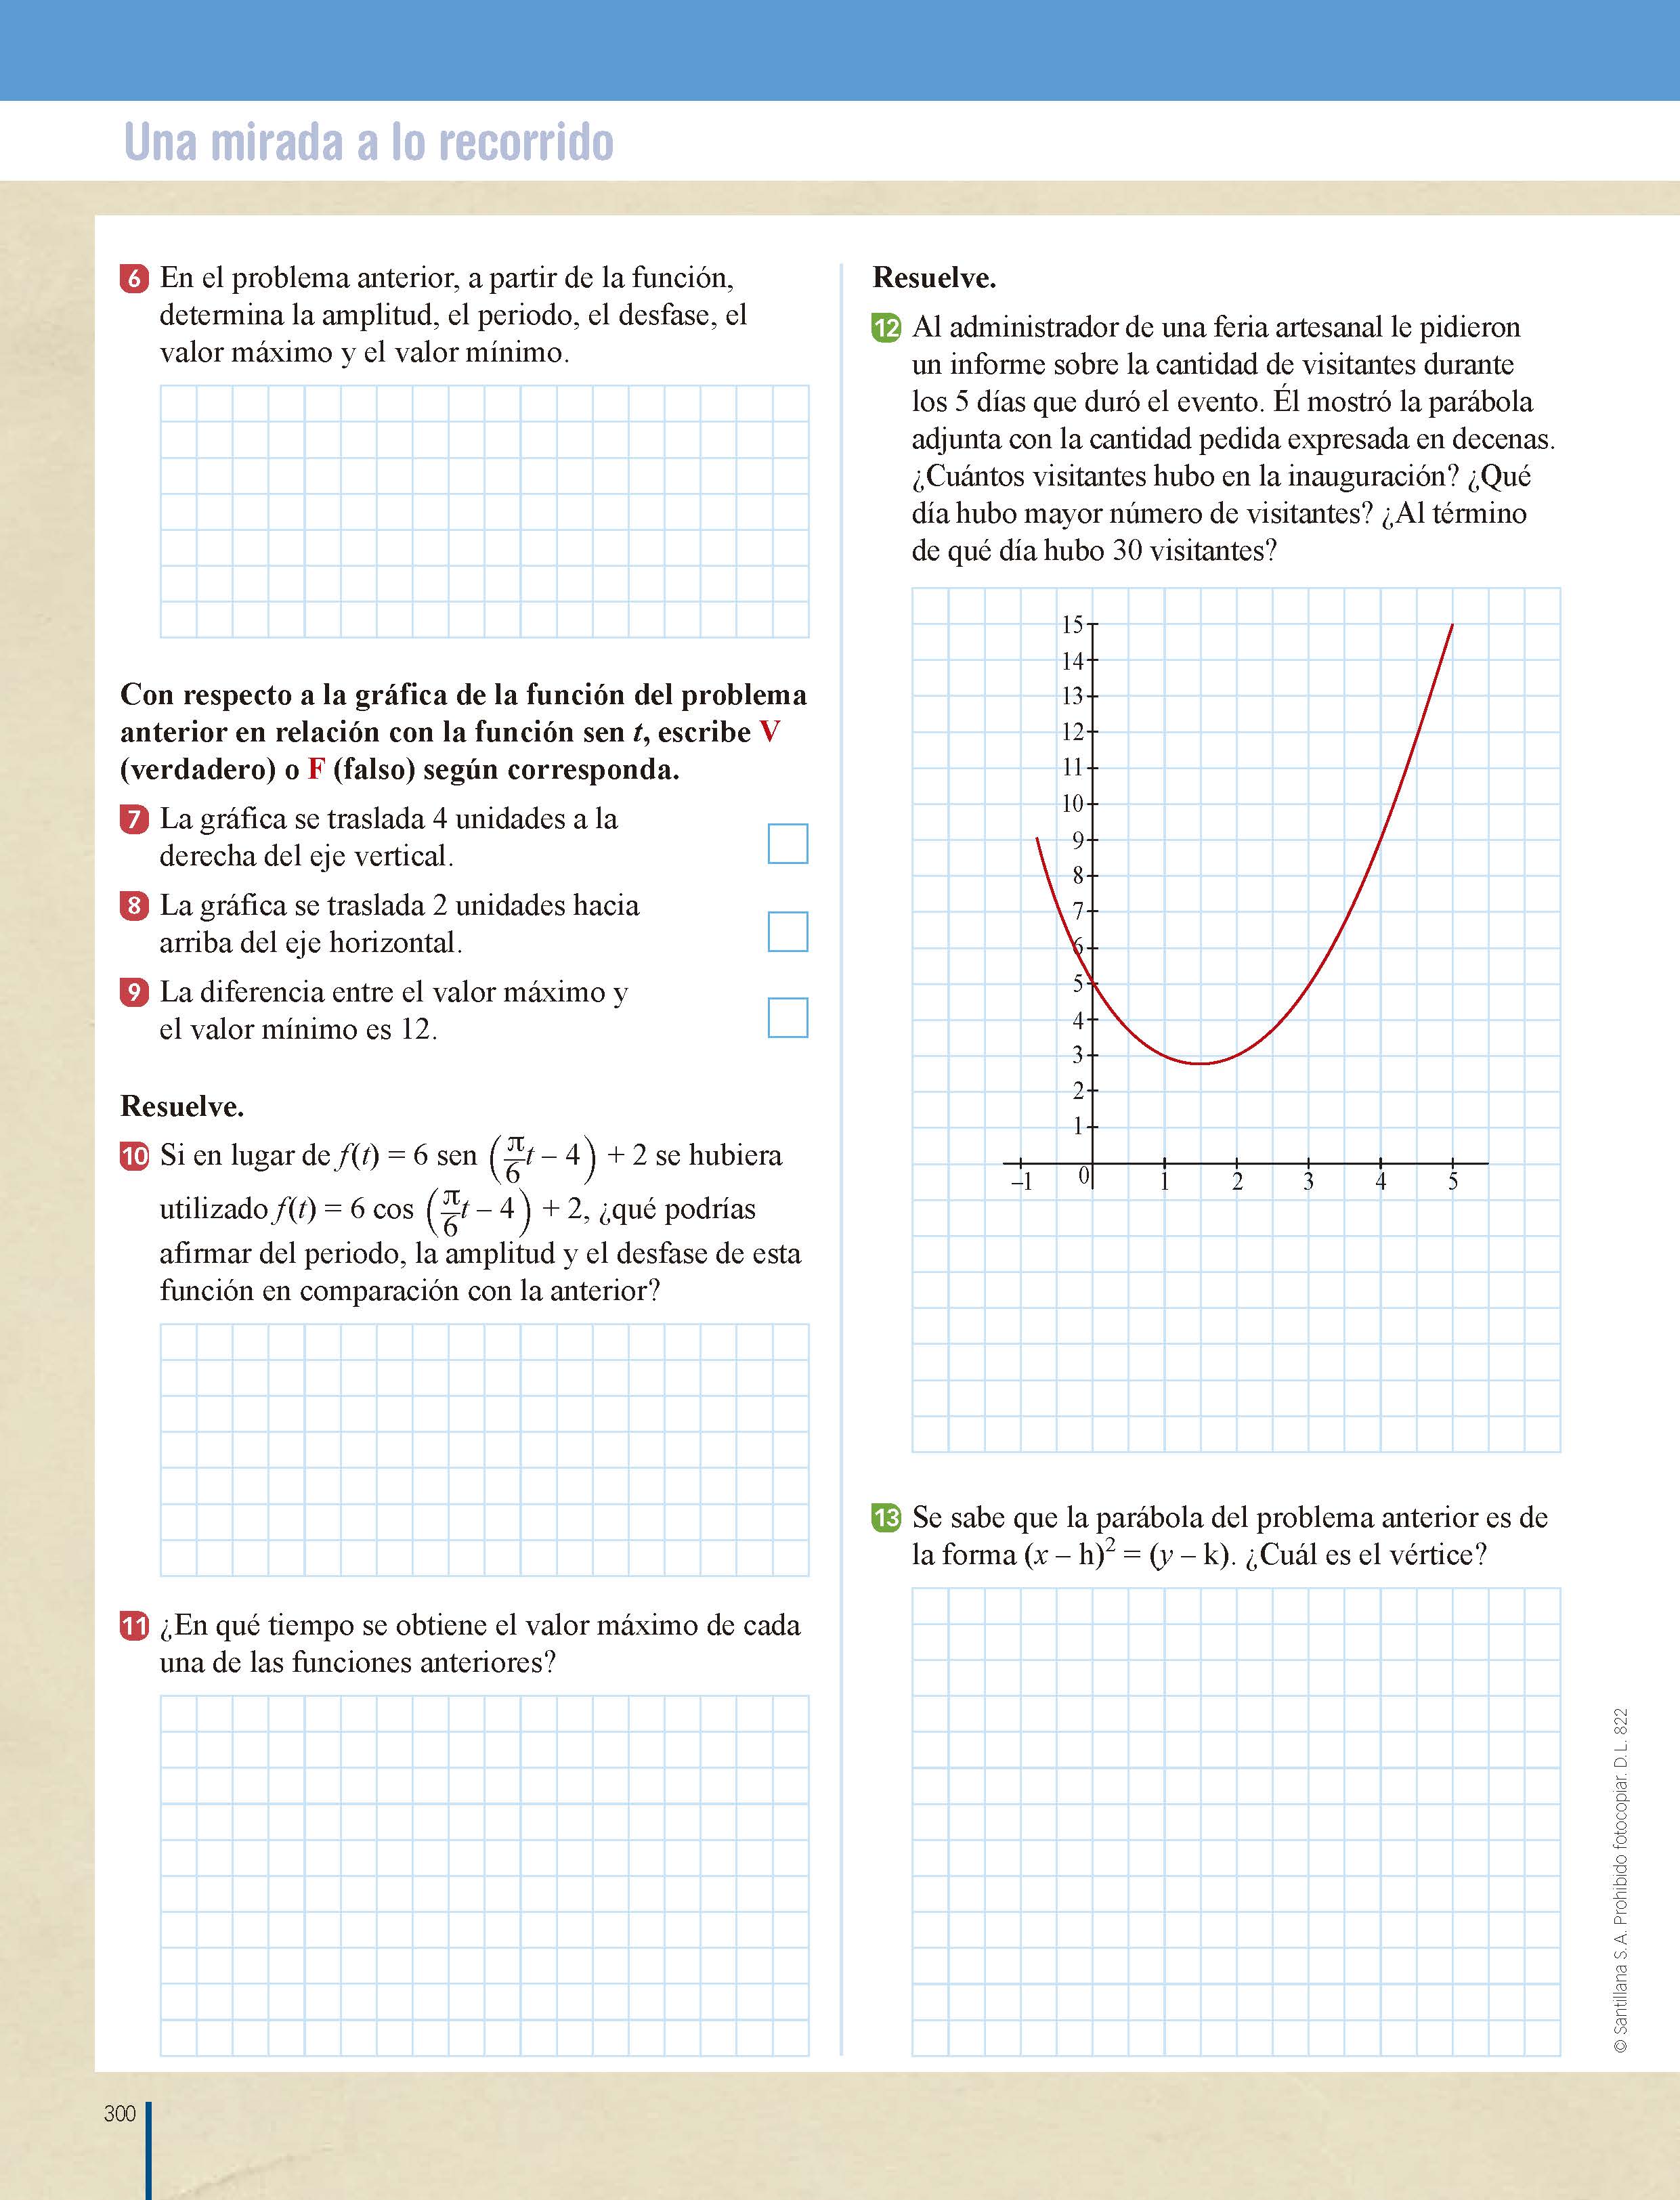 Una mirada a lo recorrido
6 En el problema anterior, a partir de la función,
determina la amplitud, el periodo, el desfase, el
valor máximo y el valor mínimo.
Con respecto a la gráfica de la función del problema
anterior en relación con la función sen t, escribe V
(verdadero) o F (falso) según corresponda.
7 La gráfica se traslada 4 unidades a la
derecha del eje vertical.
8 La gráfica se traslada 2 unidades hacia
arriba del eje horizontal.
9 La diferencia entre el valor máximo y
el valor mínimo es 12.
Resuelve.
10 Si en lugar de f(t) = 6 sen (π/6 t – 4) + 2 se hubiera
utilizado f(t) = 6 cos (π/6 t – 4) + 2, ¿qué podrías
afirmar del periodo, la amplitud y el desfase de esta
función en comparación con la anterior?
11 ¿En qué tiempo se obtiene el valor máximo de cada
una de las funciones anteriores?
Resuelve.
12 Al administrador de una feria artesanal le pidieron
un informe sobre la cantidad de visitantes durante
los 5 días que duró el evento. Él mostró la parábola
adjunta con la cantidad pedida expresada en decenas.
¿Cuántos visitantes hubo en la inauguración? ¿Qué
día hubo mayor número de visitantes? ¿Al término
de qué día hubo 30 visitantes?
15
14
13
12
11
10
9
8
7
6
5
4
3
2
1
–1 0 1 2 3 4 5
13 Se sabe que la parábola del problema anterior es de
la forma (x – h)² = (y – k). ¿Cuál es el vértice?
© Santillana S. A. Prohibido fotocopiar. D. L. 822
300